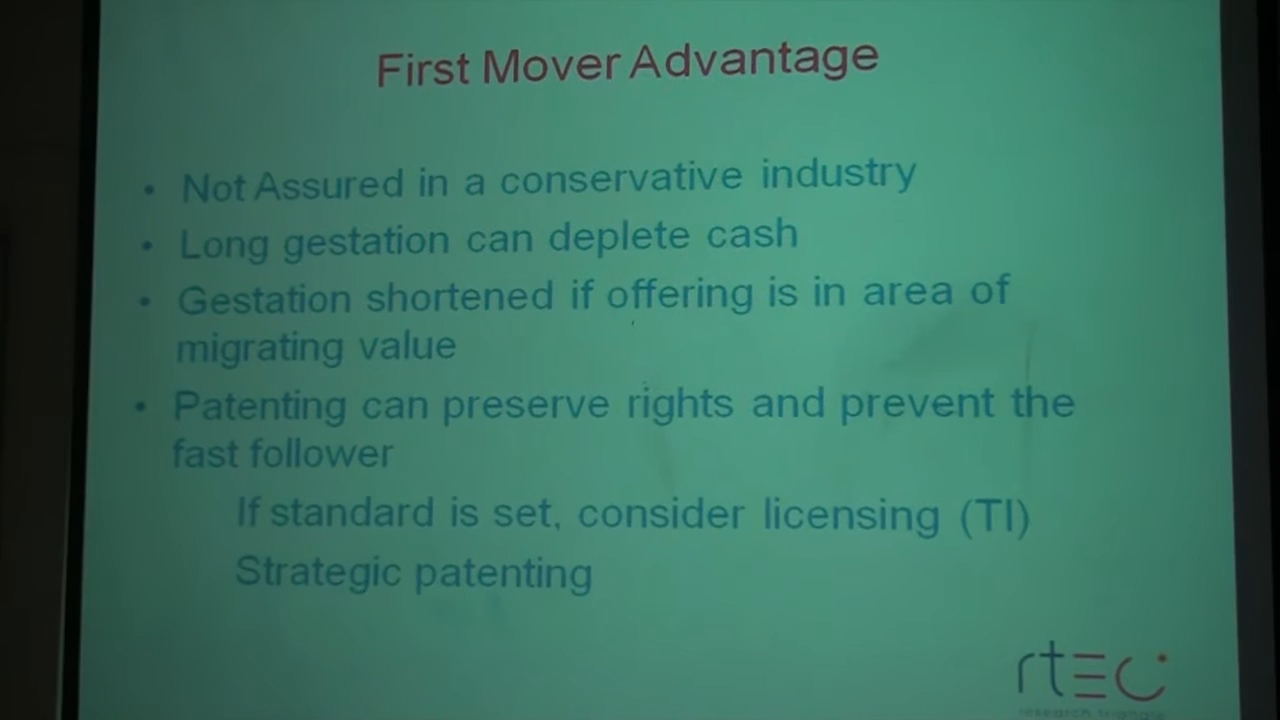 First Mover Advantage
• Not Assured in a conservative industry
• Long gestation can deplete cash
• Gestation shortened if offering is in area of
migrating value
• Patenting can preserve rights and prevent the
fast follower
If standard is set, consider licensing (TI)
Strategic patenting
rtec
research triangle